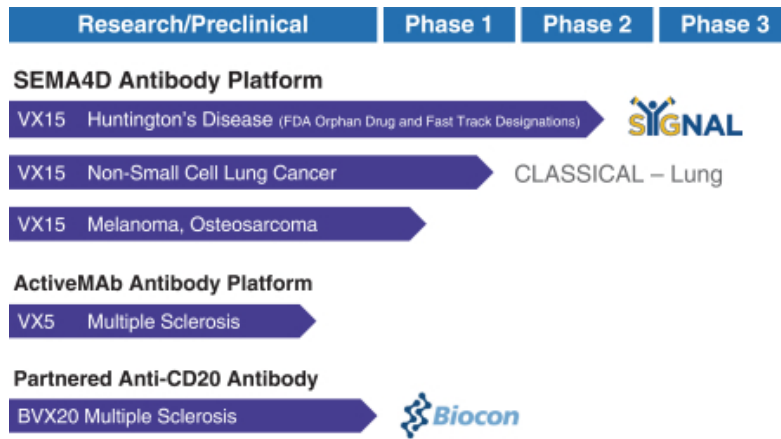 Research/Preclinical Phase 1 Phase 2 Phase 3
SEMA4D Antibody Platform
VX15 Huntington's Disease (FDA Orphan Drug and Fast Track Designations) SIGNAL
VX15 Non-Small Cell Lung Cancer CLASSICAL – Lung
VX15 Melanoma, Osteosarcoma
ActiveMAb Antibody Platform
VX5 Multiple Sclerosis
Partnered Anti-CD20 Antibody
BVX20 Multiple Sclerosis Biocon